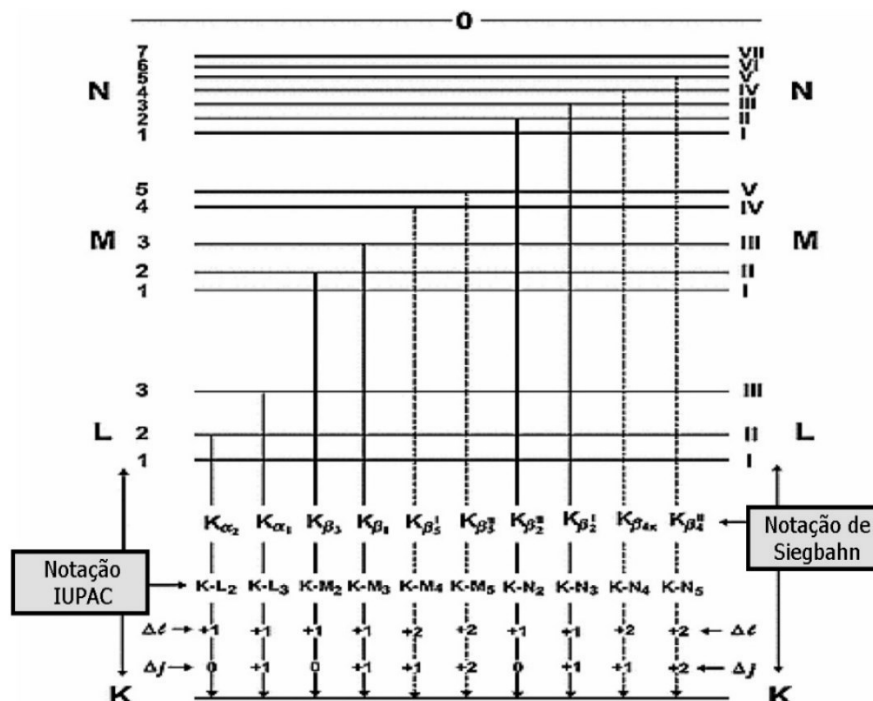 0
7 VII
6 VI
5 V
N 4 IV N
3 III
2 II
1 I
5 V
4 IV
M 3 III M
2 II
1 I
3 III
L 2 II L
1 I
Kα₂ Kα₁ Kβ₃ Kβ₁ Kβ₅ᴵ Kβ₅ᴵᴵ Kβ₂ᴵᴵ Kβ₂ᴵ Kβ₄ₓ Kβ₄ᴵᴵ
Notação de
Siegbahn
Notação
IUPAC
K-L₂ K-L₃ K-M₂ K-M₃ K-M₄ K-M₅ K-N₂ K-N₃ K-N₄ K-N₅
Δℓ +1 +1 +1 +1 +2 +2 +1 +1 +2 +2 Δℓ
Δj 0 +1 0 +1 +1 +2 0 +1 +1 +2 Δj
K K